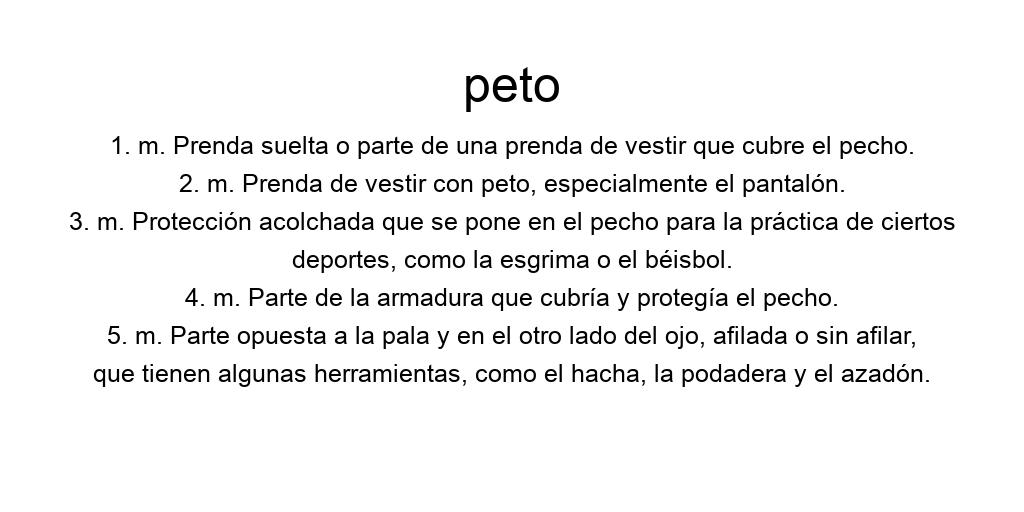 peto
1. m. Prenda suelta o parte de una prenda de vestir que cubre el pecho.
2. m. Prenda de vestir con peto, especialmente el pantalón.
3. m. Protección acolchada que se pone en el pecho para la práctica de ciertos
deportes, como la esgrima o el béisbol.
4. m. Parte de la armadura que cubría y protegía el pecho.
5. m. Parte opuesta a la pala y en el otro lado del ojo, afilada o sin afilar,
que tienen algunas herramientas, como el hacha, la podadera y el azadón.